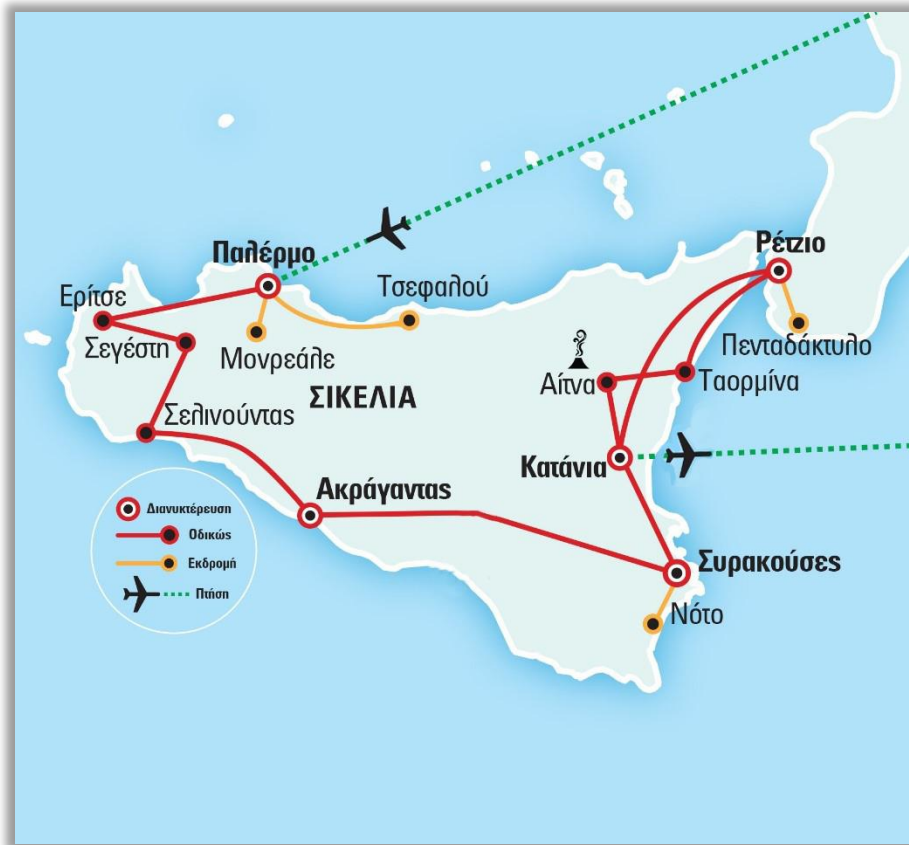 Παλέρμο
Ρέτζιο
Ερίτσε
Τσεφαλού
Σεγέστη
Μονρεάλε
Πενταδάκτυλο
Αίτνα
Ταορμίνα
ΣΙΚΕΛΙΑ
Σελινούντας
Κατάνια
Ακράγαντας
Συρακούσες
Νότο
Διανυκτέρευση
Οδικώς
Εκδρομή
Πτήση